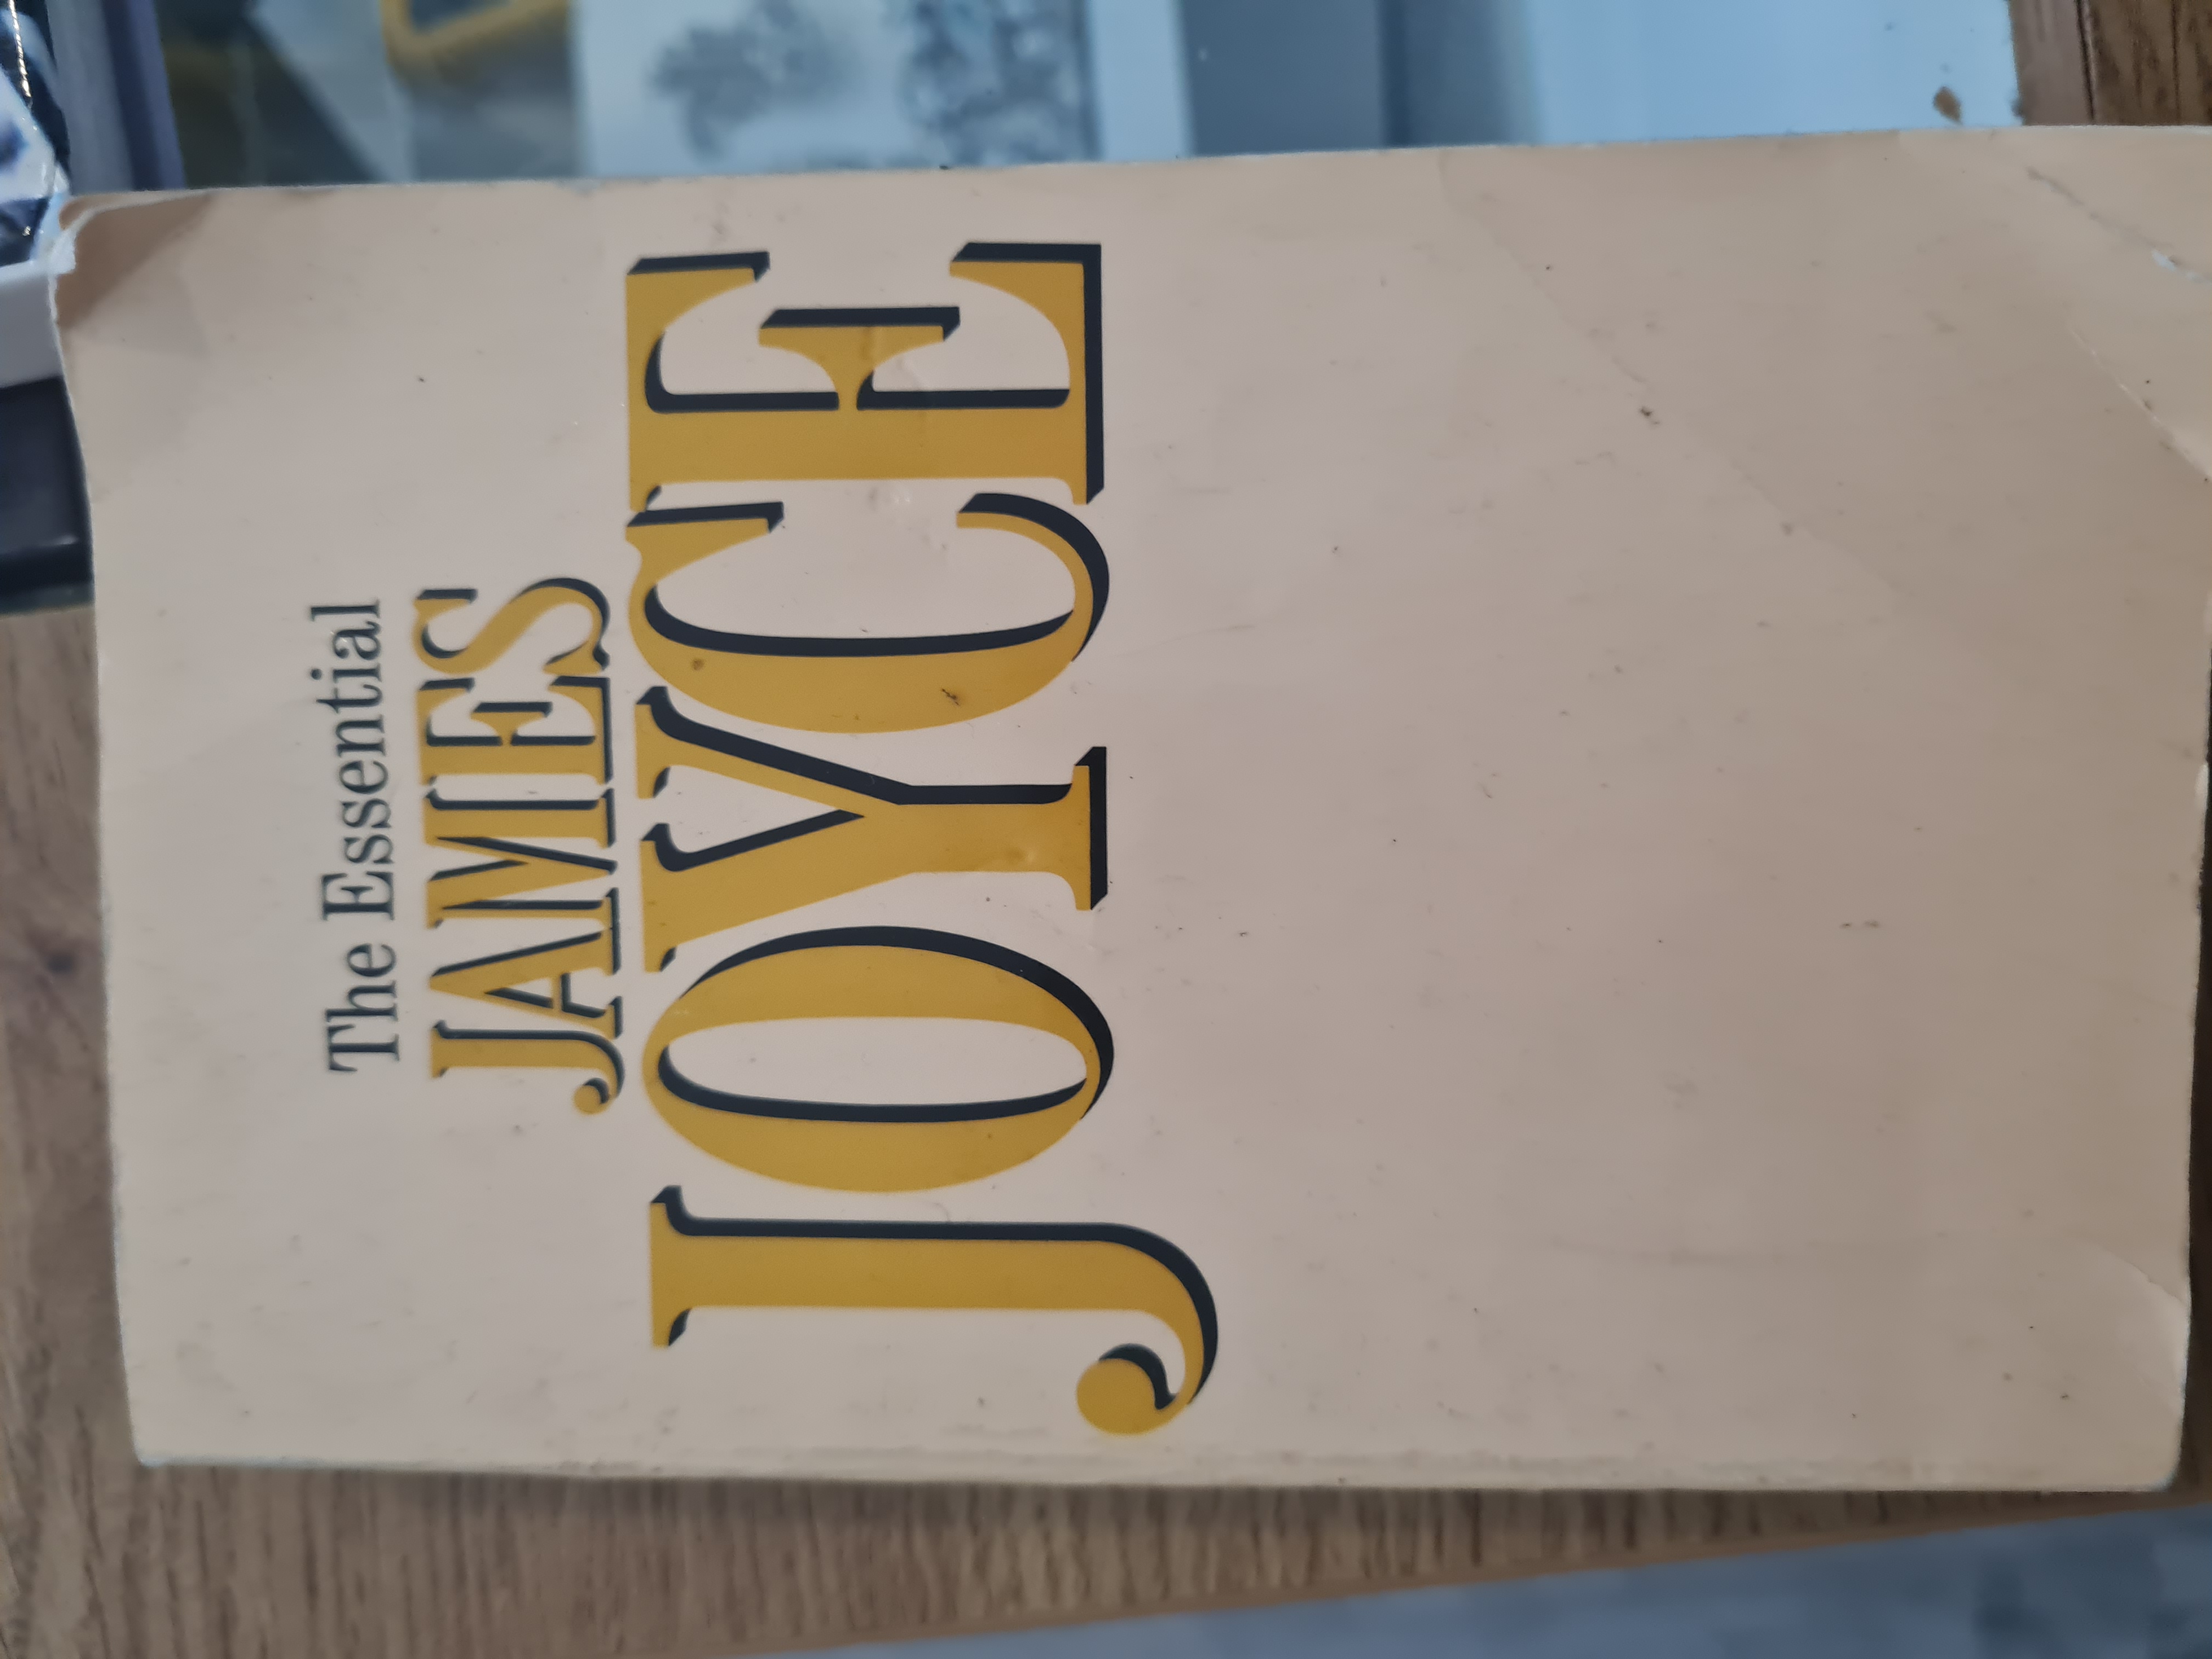 The Essential
JAMES
JOYCE